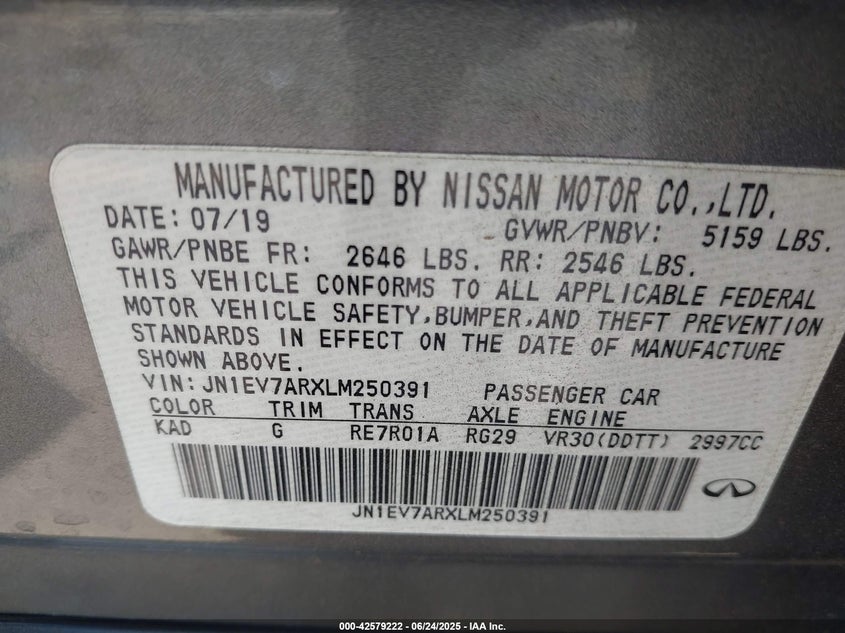 MANUFACTURED BY NISSAN MOTOR CO.,LTD.
DATE: 07/19 GVWR/PNBV: 5159 LBS.
GAWR/PNBE FR: 2646 LBS. RR: 2546 LBS.
THIS VEHICLE CONFORMS TO ALL APPLICABLE FEDERAL
MOTOR VEHICLE SAFETY,BUMPER,AND THEFT PREVENTION
STANDARDS IN EFFECT ON THE DATE OF MANUFACTURE
SHOWN ABOVE.
VIN: JN1EV7ARXLM250391 PASSENGER CAR
COLOR TRIM TRANS AXLE ENGINE
KAD G RE7R01A RG29 VR30(DDTT) 2997CC
JN1EV7ARXLM250391
000-42579222 - 06/24/2025 - IAA Inc.